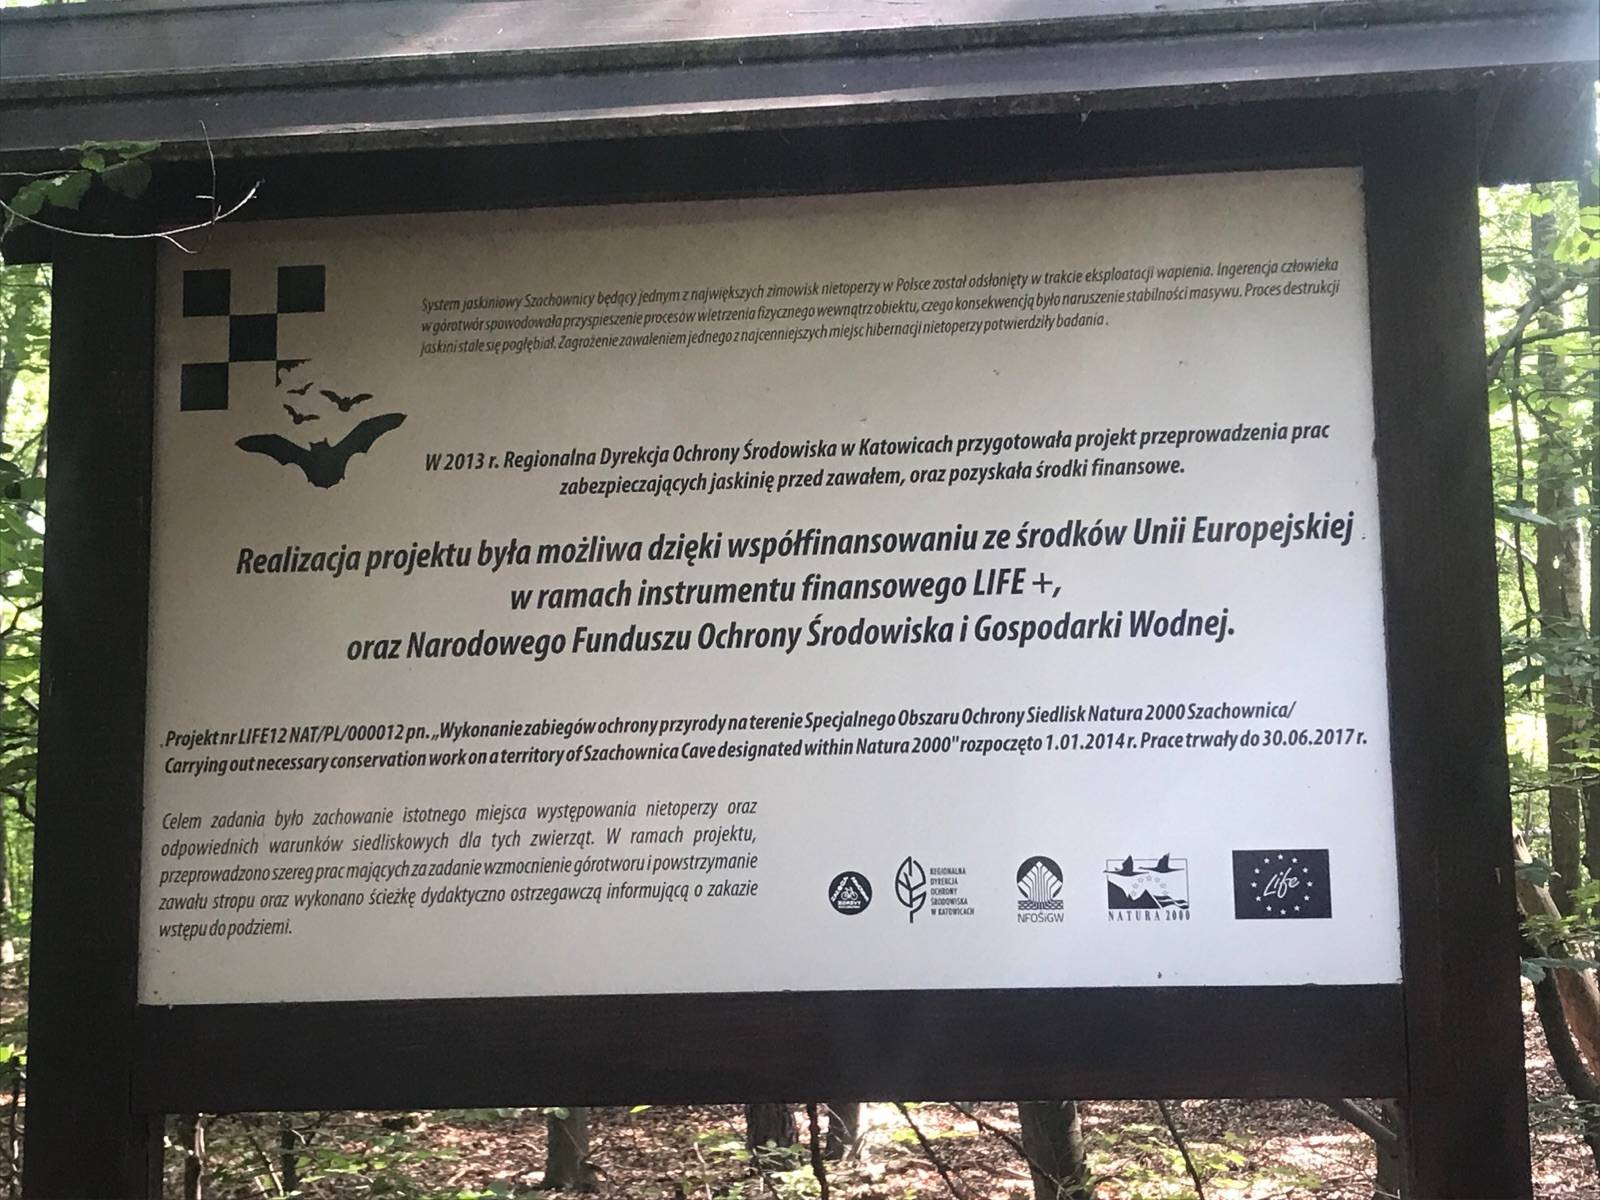 System jaskiniowy Szachownicy będący jednym z największych zimowisk nietoperzy w Polsce został odsłonięty w trakcie eksploatacji wapienia. Ingerencja człowieka
w górotwór spowodowała przyspieszenie procesów wietrzenia fizycznego wewnątrz obiektu, czego konsekwencją było naruszenie stabilności masywu. Proces destrukcji
jaskini stale się pogłębiał. Zagrożenie zawaleniem jednego z najcenniejszych miejsc hibernacji nietoperzy potwierdziły badania .
W 2013 r. Regionalna Dyrekcja Ochrony Środowiska w Katowicach przygotowała projekt przeprowadzenia prac
zabezpieczających jaskinię przed zawałem, oraz pozyskała środki finansowe.
Realizacja projektu była możliwa dzięki współfinansowaniu ze środków Unii Europejskiej .
w ramach instrumentu finansowego LIFE +,
oraz Narodowego Funduszu Ochrony Środowiska i Gospodarki Wodnej.
. Projekt nr LIFE12 NAT/PL/000012 pn. „Wykonanie zabiegów ochrony przyrody na terenie Specjalnego Obszaru Ochrony Siedlisk Natura 2000 Szachownica/
Carrying out necessary conservation work on a territory of Szachownica Cave designated within Natura 2000" rozpoczęto 1.01.2014 r. Prace trwały do 30.06.2017 r.
Celem zadania było zachowanie istotnego miejsca występowania nietoperzy oraz
odpowiednich warunków siedliskowych dla tych zwierząt. W ramach projektu,
przeprowadzono szereg prac mających za zadanie wzmocnienie górotworu i powstrzymanie
zawału stropu oraz wykonano ścieżkę dydaktyczno ostrzegawczą informującą o zakazie
wstępu do podziemi.
REGIONALNA
DYREKCJA
OCHRONY
ŚRODOWISKA
W KATOWICACH
NFOŚiGW
NATURA 2000
Life